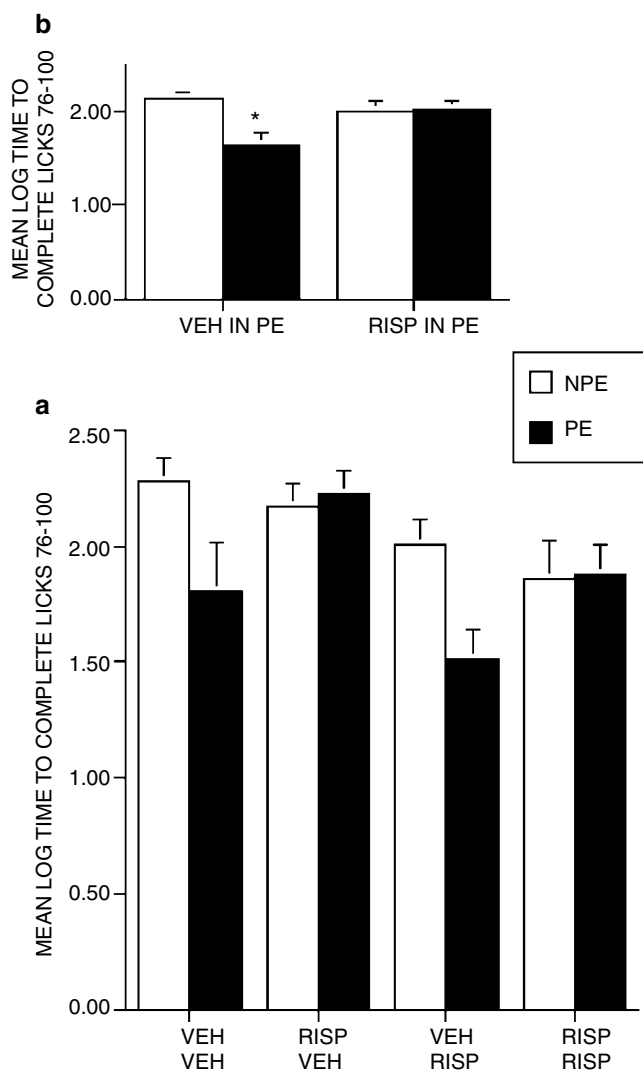 b
MEAN LOG TIME TO
COMPLETE LICKS 76-100
2.00
1.00
0.00
*
VEH IN PE
RISP IN PE
NPE
PE
a
MEAN LOG TIME TO COMPLETE LICKS 76-100
2.50
2.00
1.50
1.00
0.50
0.00
VEH
VEH
RISP
VEH
VEH
RISP
RISP
RISP